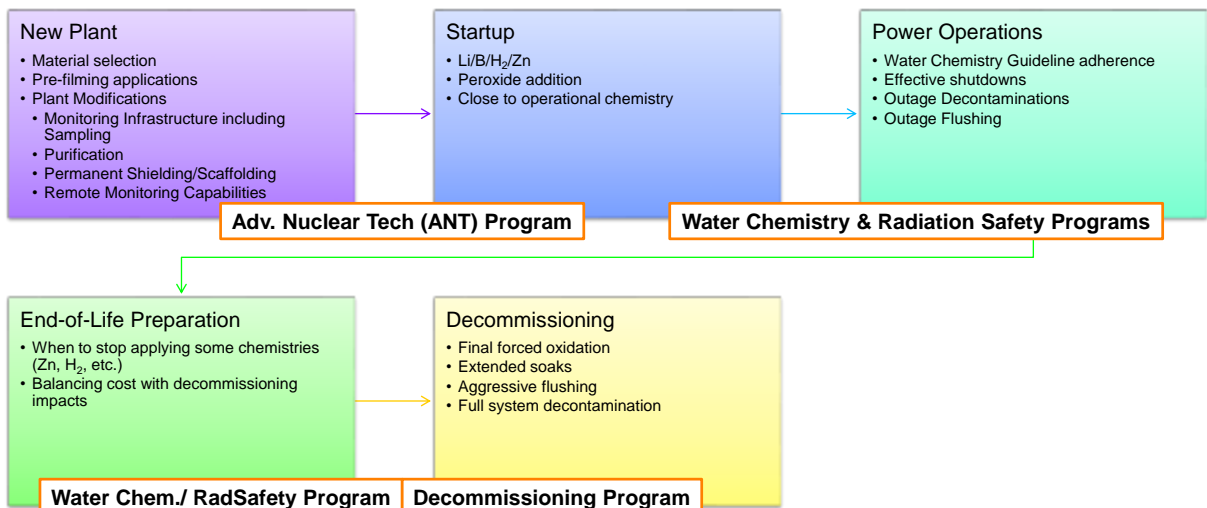 New Plant
• Material selection
• Pre-filming applications
• Plant Modifications
• Monitoring Infrastructure including
Sampling
• Purification
• Permanent Shielding/Scaffolding
• Remote Monitoring Capabilities
Startup
• Li/B/H₂/Zn
• Peroxide addition
• Close to operational chemistry
Power Operations
• Water Chemistry Guideline adherence
• Effective shutdowns
• Outage Decontaminations
• Outage Flushing
Adv. Nuclear Tech (ANT) Program
Water Chemistry & Radiation Safety Programs
End-of-Life Preparation
• When to stop applying some chemistries
(Zn, H₂, etc.)
• Balancing cost with decommissioning
impacts
Decommissioning
• Final forced oxidation
• Extended soaks
• Aggressive flushing
• Full system decontamination
Water Chem./ RadSafety Program
Decommissioning Program